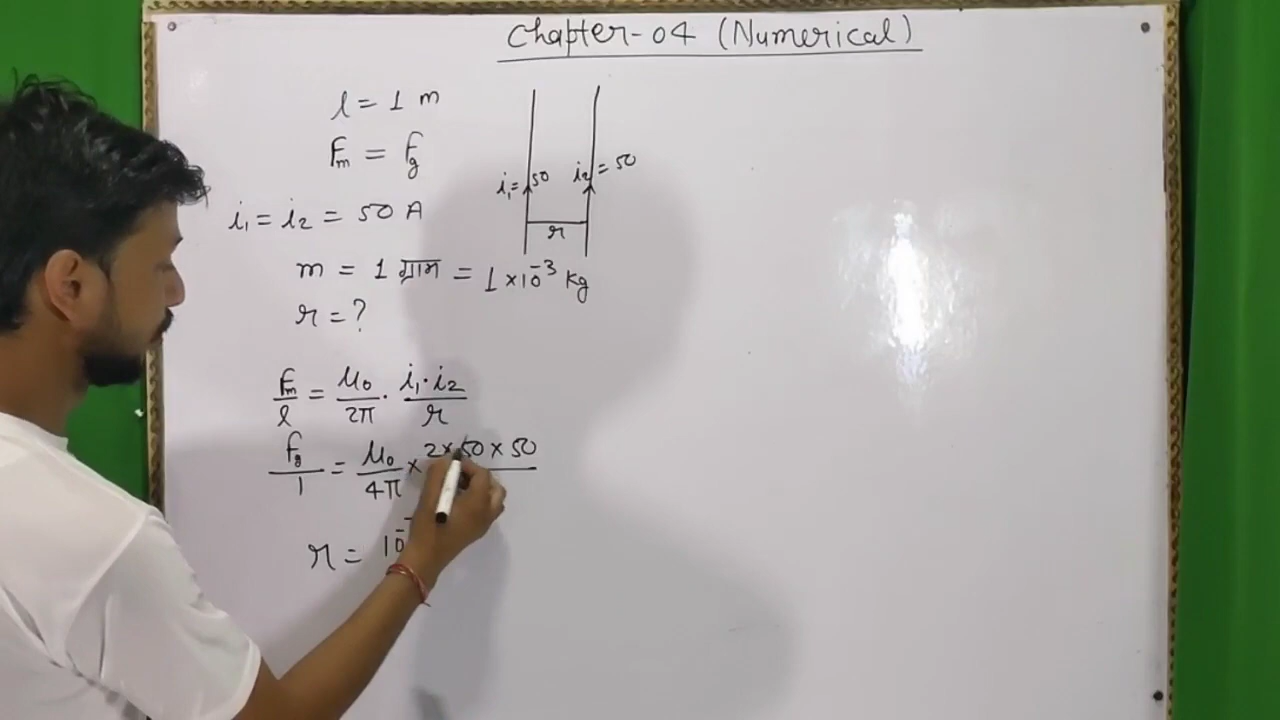 Chapter-04 (Numerical)
l = 1 m
Fm = Fg
i₁ = 50
i₂ = 50
i₁ = i₂ = 50 A
r
m = 1 ग्राम = 1 × 10⁻³ kg
r = ?
Fm/l = μ₀/2π · i₁·i₂/r
Fg/1 = μ₀/4π × 2×50×50
r = 10⁻